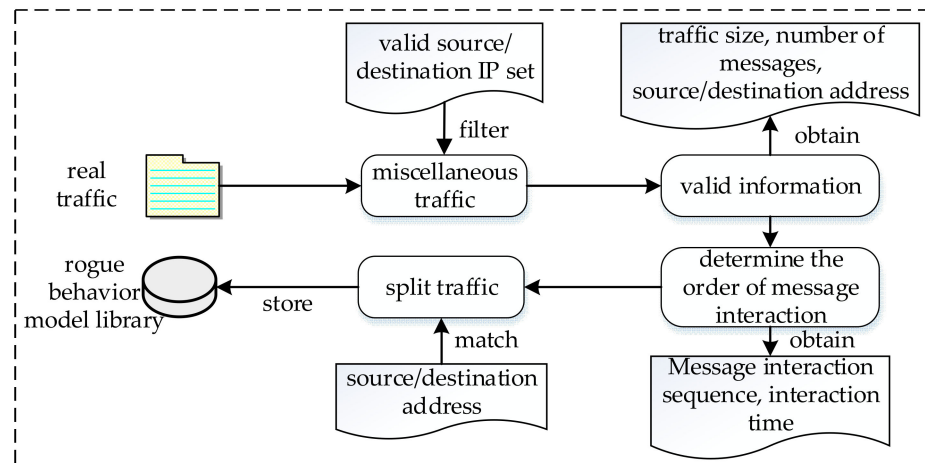 valid source/
destination IP set
traffic size, number of
messages,
source/destination address
filter
obtain
real
traffic
miscellaneous
traffic
valid information
rogue
behavior
model library
store
split traffic
determine the
order of message
interaction
match
obtain
source/destination
address
Message interaction
sequence, interaction
time